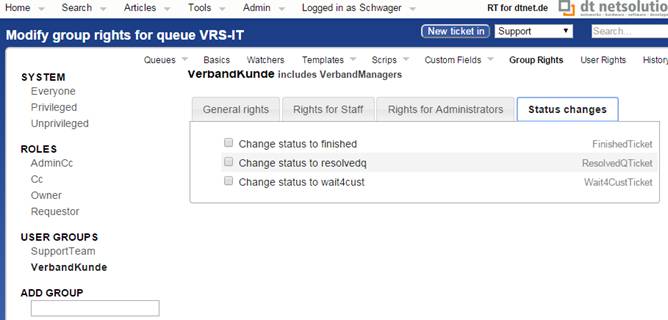 Home Search Articles Tools Admin Logged in as Schwager RT for dtnet.de dt netsolution
Modify group rights for queue VRS-IT New ticket in Support Search...
Queues Basics Watchers Templates Scrips Custom Fields Group Rights User Rights History
VerbandKunde includes VerbandManagers
SYSTEM
Everyone
Privileged
Unprivileged
ROLES
AdminCc
Cc
Owner
Requestor
USER GROUPS
SupportTeam
VerbandKunde
ADD GROUP
General rights Rights for Staff Rights for Administrators Status changes
Change status to finished FinishedTicket
Change status to resolvedq ResolvedQTicket
Change status to wait4cust Wait4CustTicket